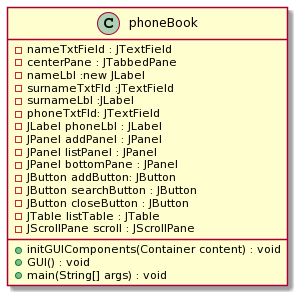 C phoneBook
nameTxtField : JTextField
centerPane : JTabbedPane
nameLbl :new JLabel
surnameTxtFld :JTextField
surnameLbl :JLabel
phoneTxtFld: JTextField
JLabel phoneLbl : JLabel
JPanel addPanel : JPanel
JPanel listPanel : JPanel
JPanel bottomPane : JPanel
JButton addButton: JButton
JButton searchButton : JButton
JButton closeButton : JButton
JTable listTable : JTable
JScrollPane scroll : JScrollPane
initGUIComponents(Container content) : void
GUI() : void
main(String[] args) : void